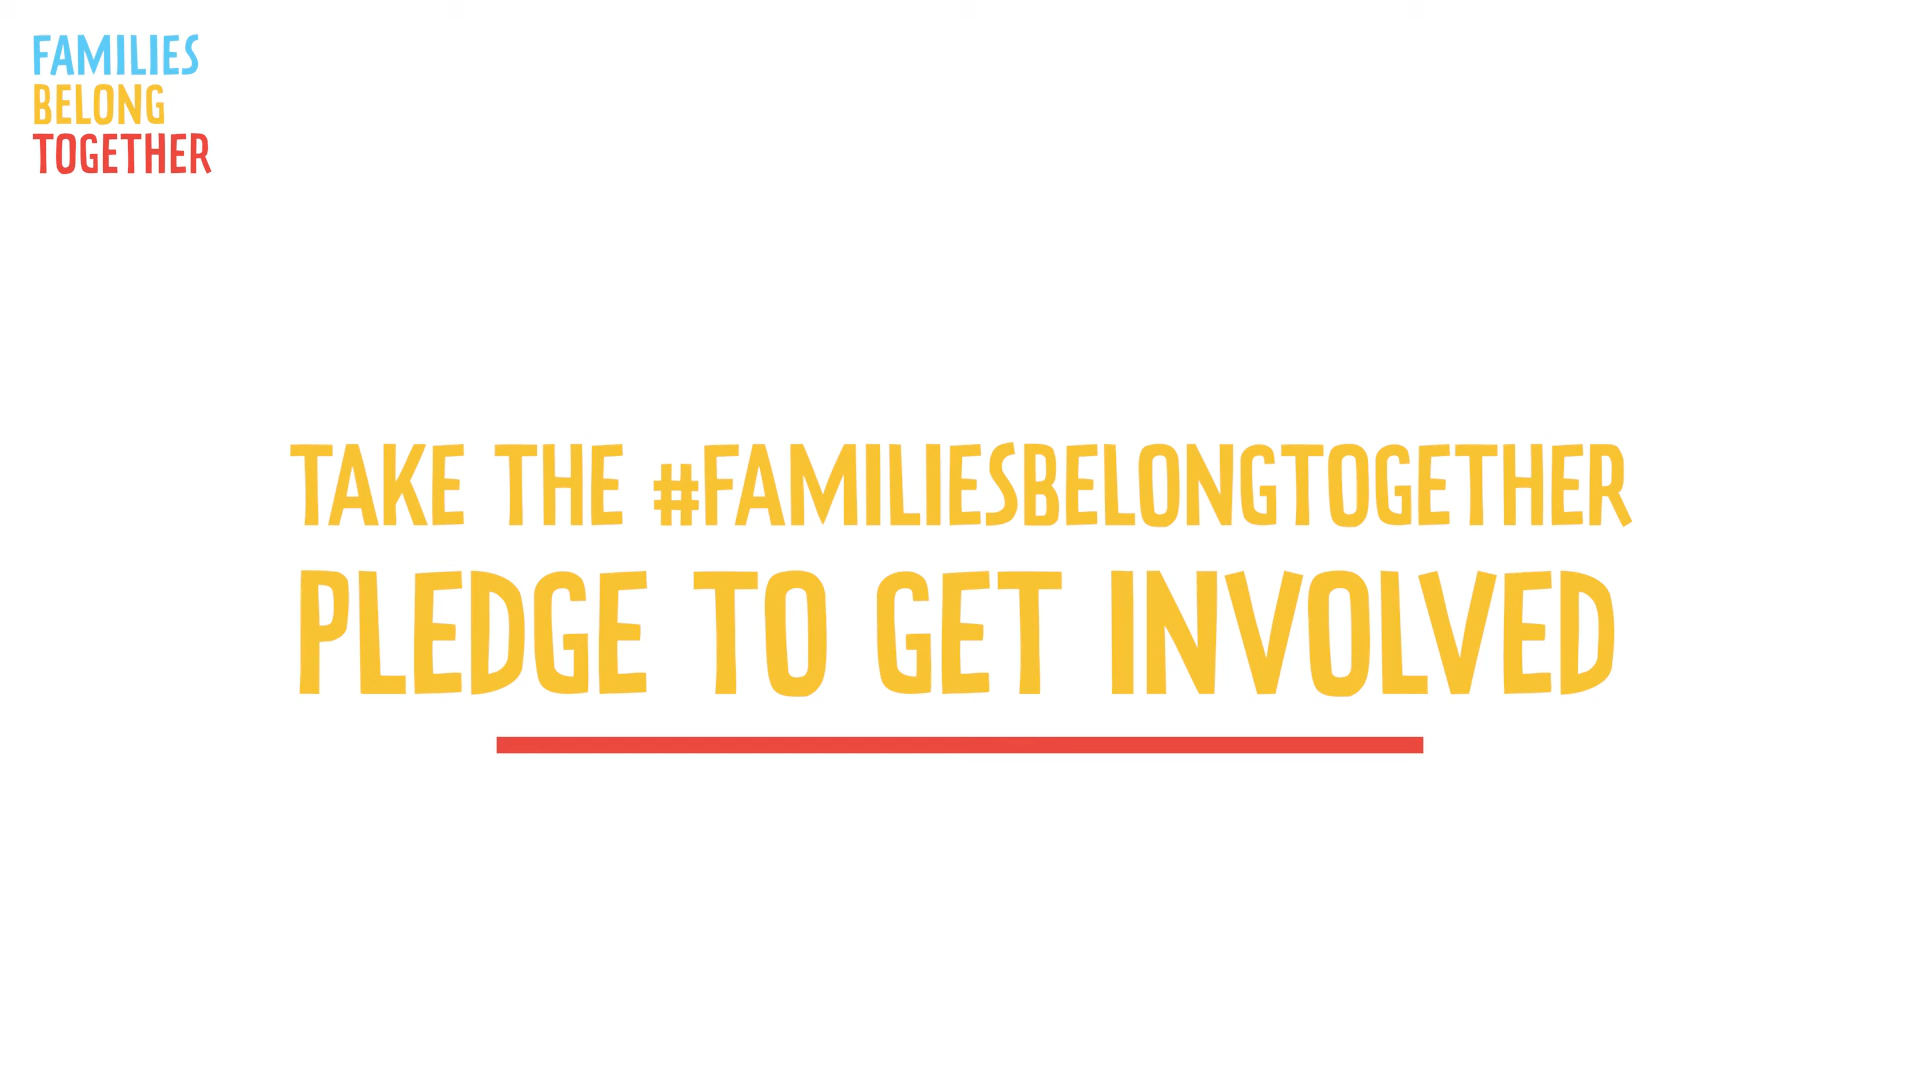 FAMILIES
BELONG
TOGETHER
TAKE THE #FAMILIESBELONGTOGETHER
PLEDGE TO GET INVOLVED